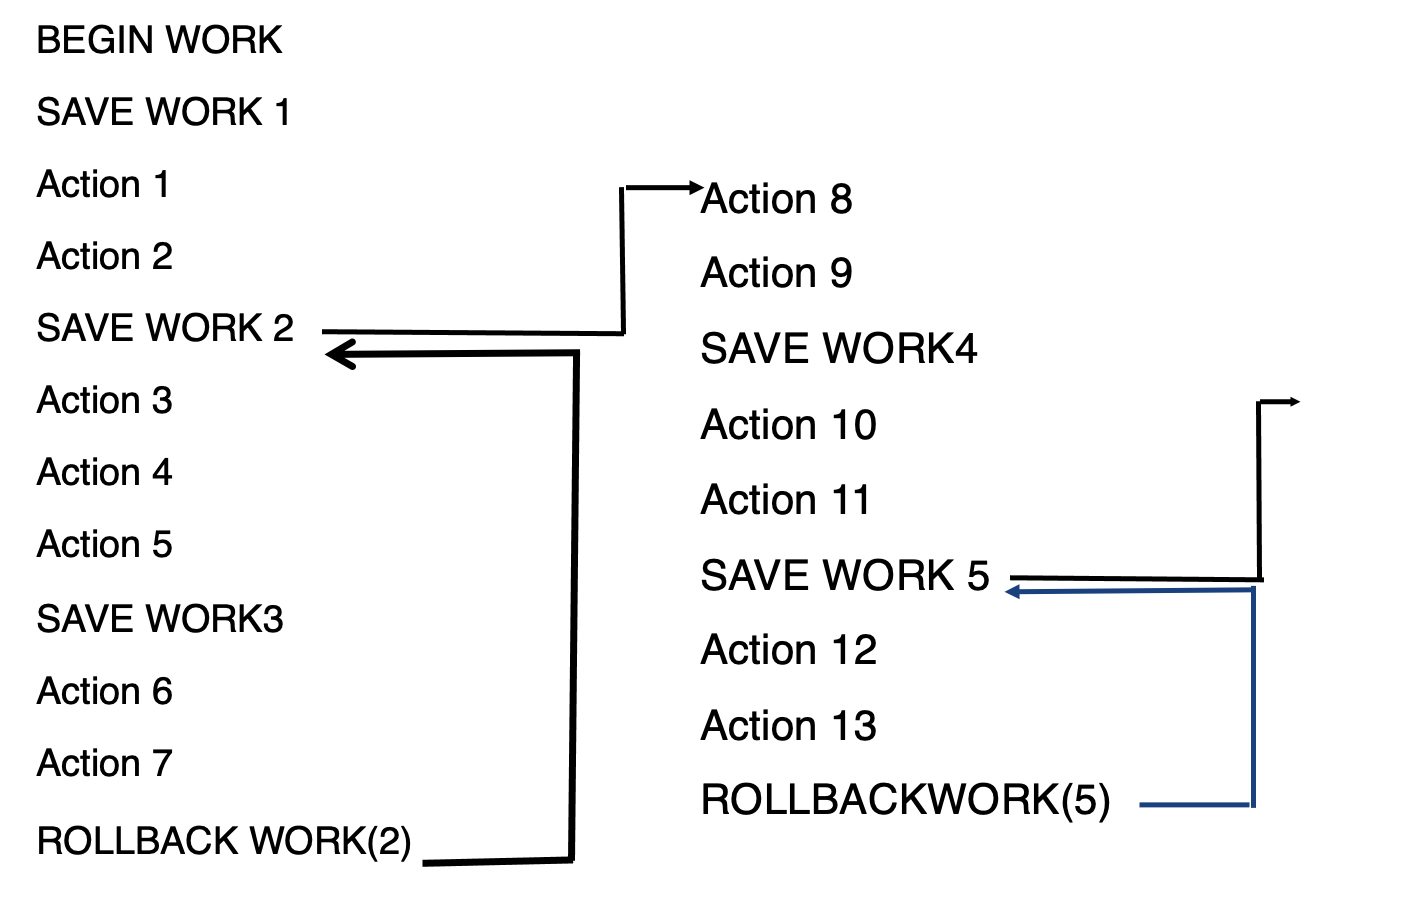 BEGIN WORK
SAVE WORK 1
Action 1
Action 2
SAVE WORK 2
Action 3
Action 4
Action 5
SAVE WORK3
Action 6
Action 7
ROLLBACK WORK(2)
Action 8
Action 9
SAVE WORK4
Action 10
Action 11
SAVE WORK 5
Action 12
Action 13
ROLLBACKWORK(5)